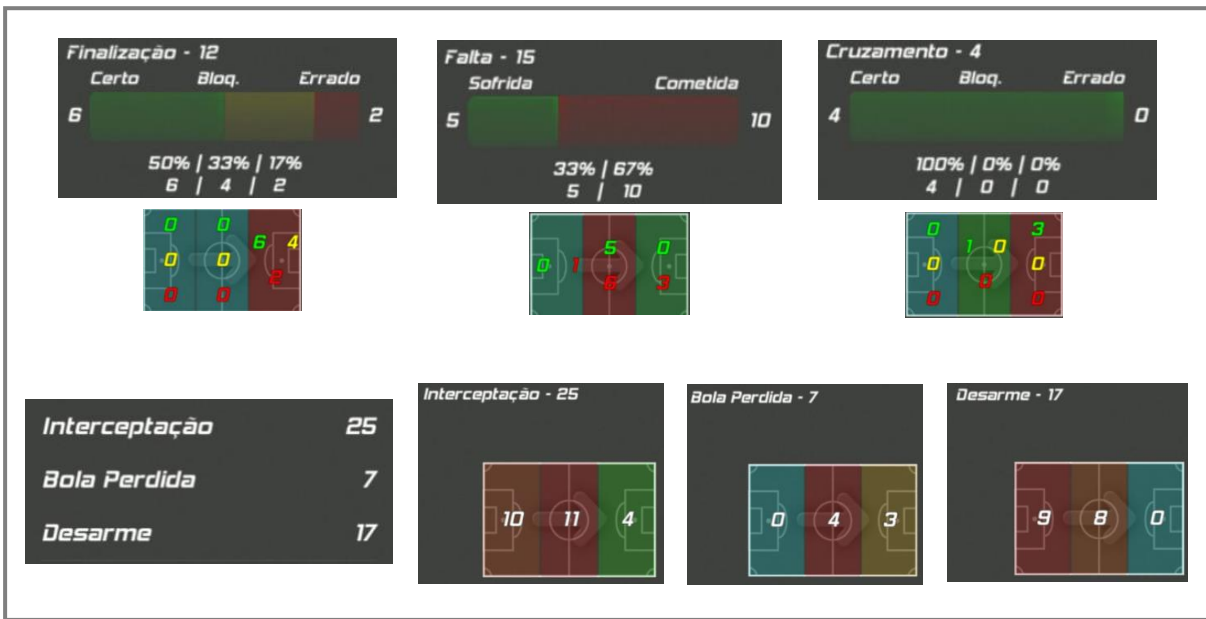 Finalização - 12
Certo Bloq. Errado
6 2
50% | 33% | 17%
6 | 4 | 2
0 0 6 4
0 0
0 0 2
Falta - 15
Sofrida Cometida
5 10
33% | 67%
5 | 10
5 0
0 1
6 3
Cruzamento - 4
Certo Bloq. Errado
4 0
100% | 0% | 0%
4 | 0 | 0
0 1 0 3
0 0
0 0 0
Interceptação 25
Bola Perdida 7
Desarme 17
Interceptação - 25
10 11 4
Bola Perdida - 7
0 4 3
Desarme - 17
9 8 0